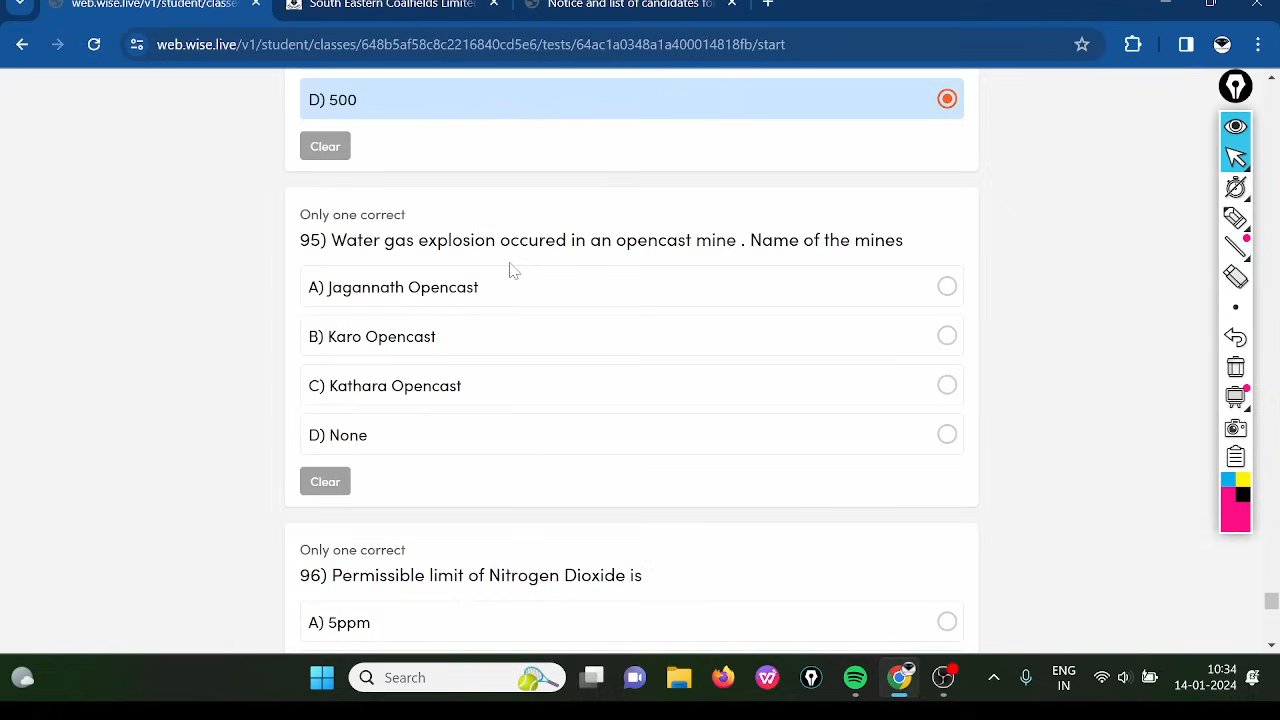 web.wise.live/v1/student/classe
South Eastern Coalfields Limite
Notice and list of candidates fo
web.wise.live/v1/student/classes/648b5af58c8c2216840cd5e6/tests/64ac1a0348a1a400014818fb/start
D) 500
Clear
Only one correct
95) Water gas explosion occured in an opencast mine . Name of the mines
A) Jagannath Opencast
B) Karo Opencast
C) Kathara Opencast
D) None
Clear
Only one correct
96) Permissible limit of Nitrogen Dioxide is
A) 5ppm
Search
ENG
IN
10:34
14-01-2024